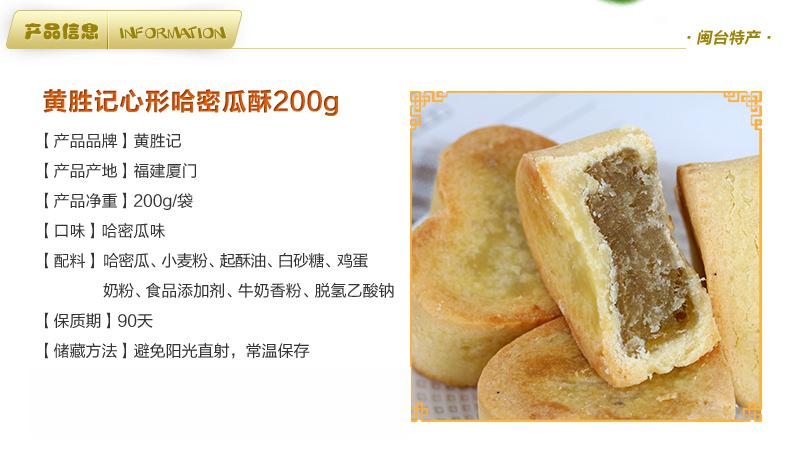 产品信息 INFORMATION
·闽台特产·
黄胜记心形哈密瓜酥200g
【产品品牌】黄胜记
【产品产地】福建厦门
【产品净重】200g/袋
【口味】哈密瓜味
【配料】哈密瓜、小麦粉、起酥油、白砂糖、鸡蛋
奶粉、食品添加剂、牛奶香粉、脱氢乙酸钠
【保质期】90天
【储藏方法】避免阳光直射，常温保存